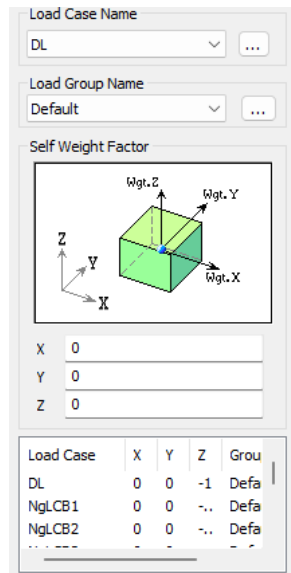 Load Case Name
DL
...
Load Group Name
Default
...
Self Weight Factor
Wgt.Z
Wgt.Y
Z
Y
Wgt.X
X
X 0
Y 0
Z 0
Load Case X Y Z Grou
DL 0 0 -1 Defa
NgLCB1 0 0 -.. Defa
NgLCB2 0 0 -.. Defa